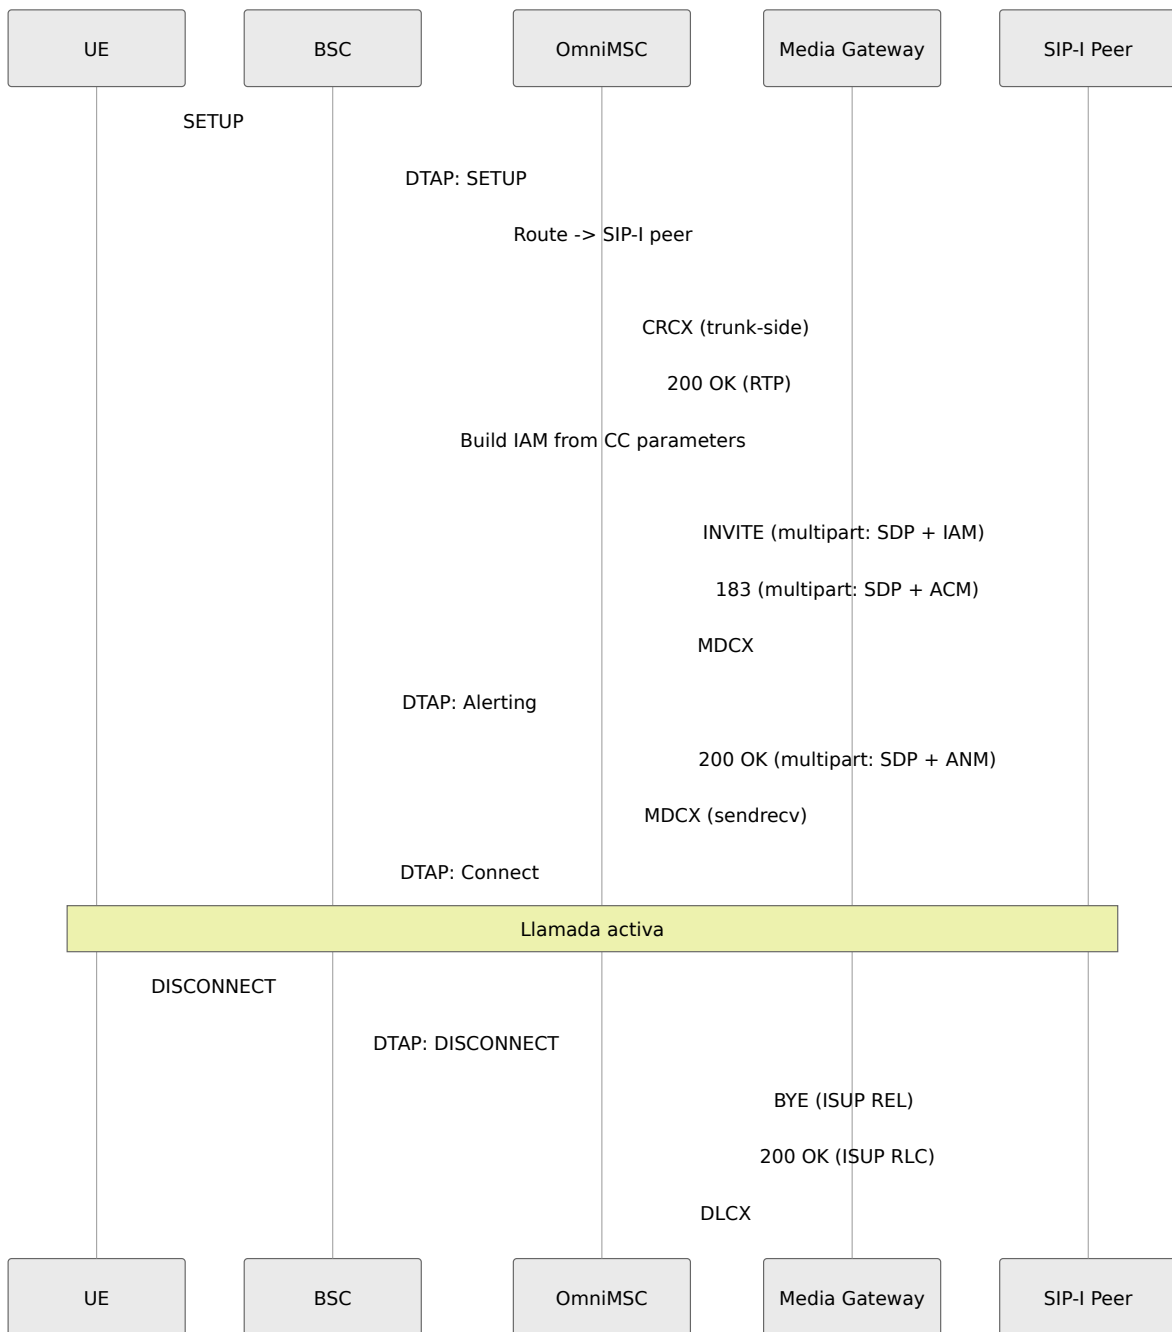 UE
BSC
OmniMSC
Media Gateway
SIP-I Peer
SETUP
DTAP: SETUP
Route -> SIP-I peer
CRCX (trunk-side)
200 OK (RTP)
Build IAM from CC parameters
INVITE (multipart: SDP + IAM)
183 (multipart: SDP + ACM)
MDCX
DTAP: Alerting
200 OK (multipart: SDP + ANM)
MDCX (sendrecv)
DTAP: Connect
Llamada activa
DISCONNECT
DTAP: DISCONNECT
BYE (ISUP REL)
200 OK (ISUP RLC)
DLCX
UE
BSC
OmniMSC
Media Gateway
SIP-I Peer